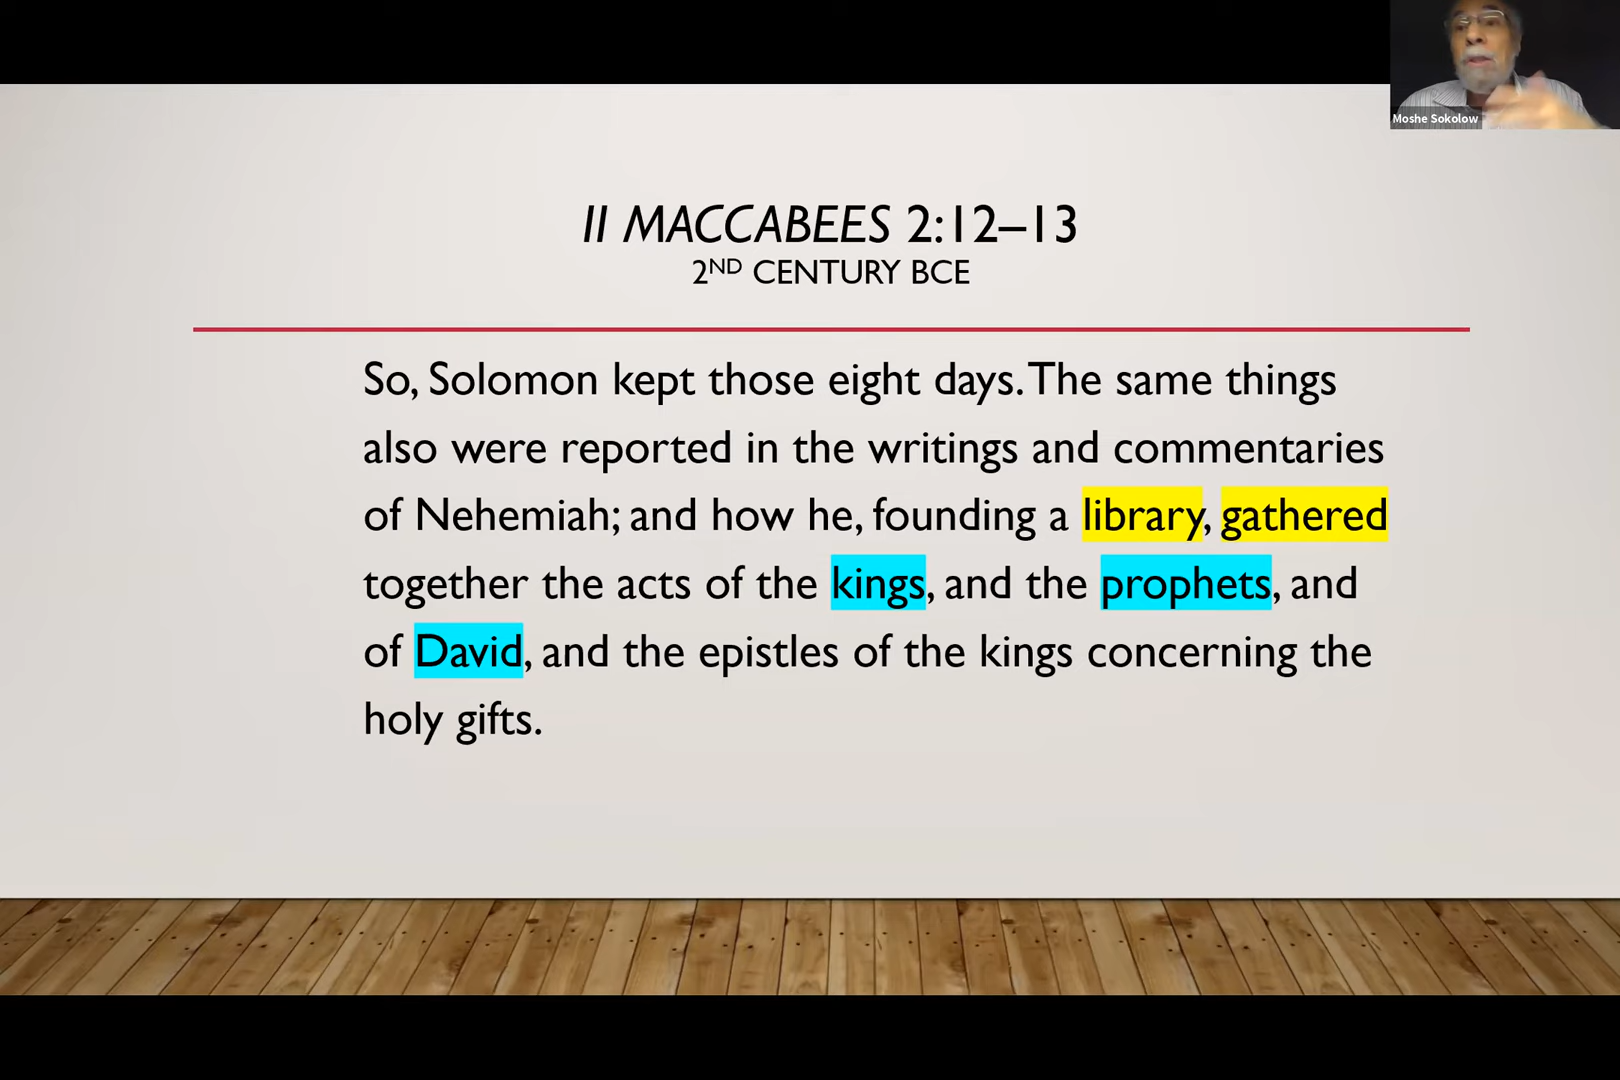 Moshe Sokolow
II MACCABEES 2:12–13
2ND CENTURY BCE
So, Solomon kept those eight days. The same things
also were reported in the writings and commentaries
of Nehemiah; and how he, founding a library, gathered
together the acts of the kings, and the prophets, and
of David, and the epistles of the kings concerning the
holy gifts.